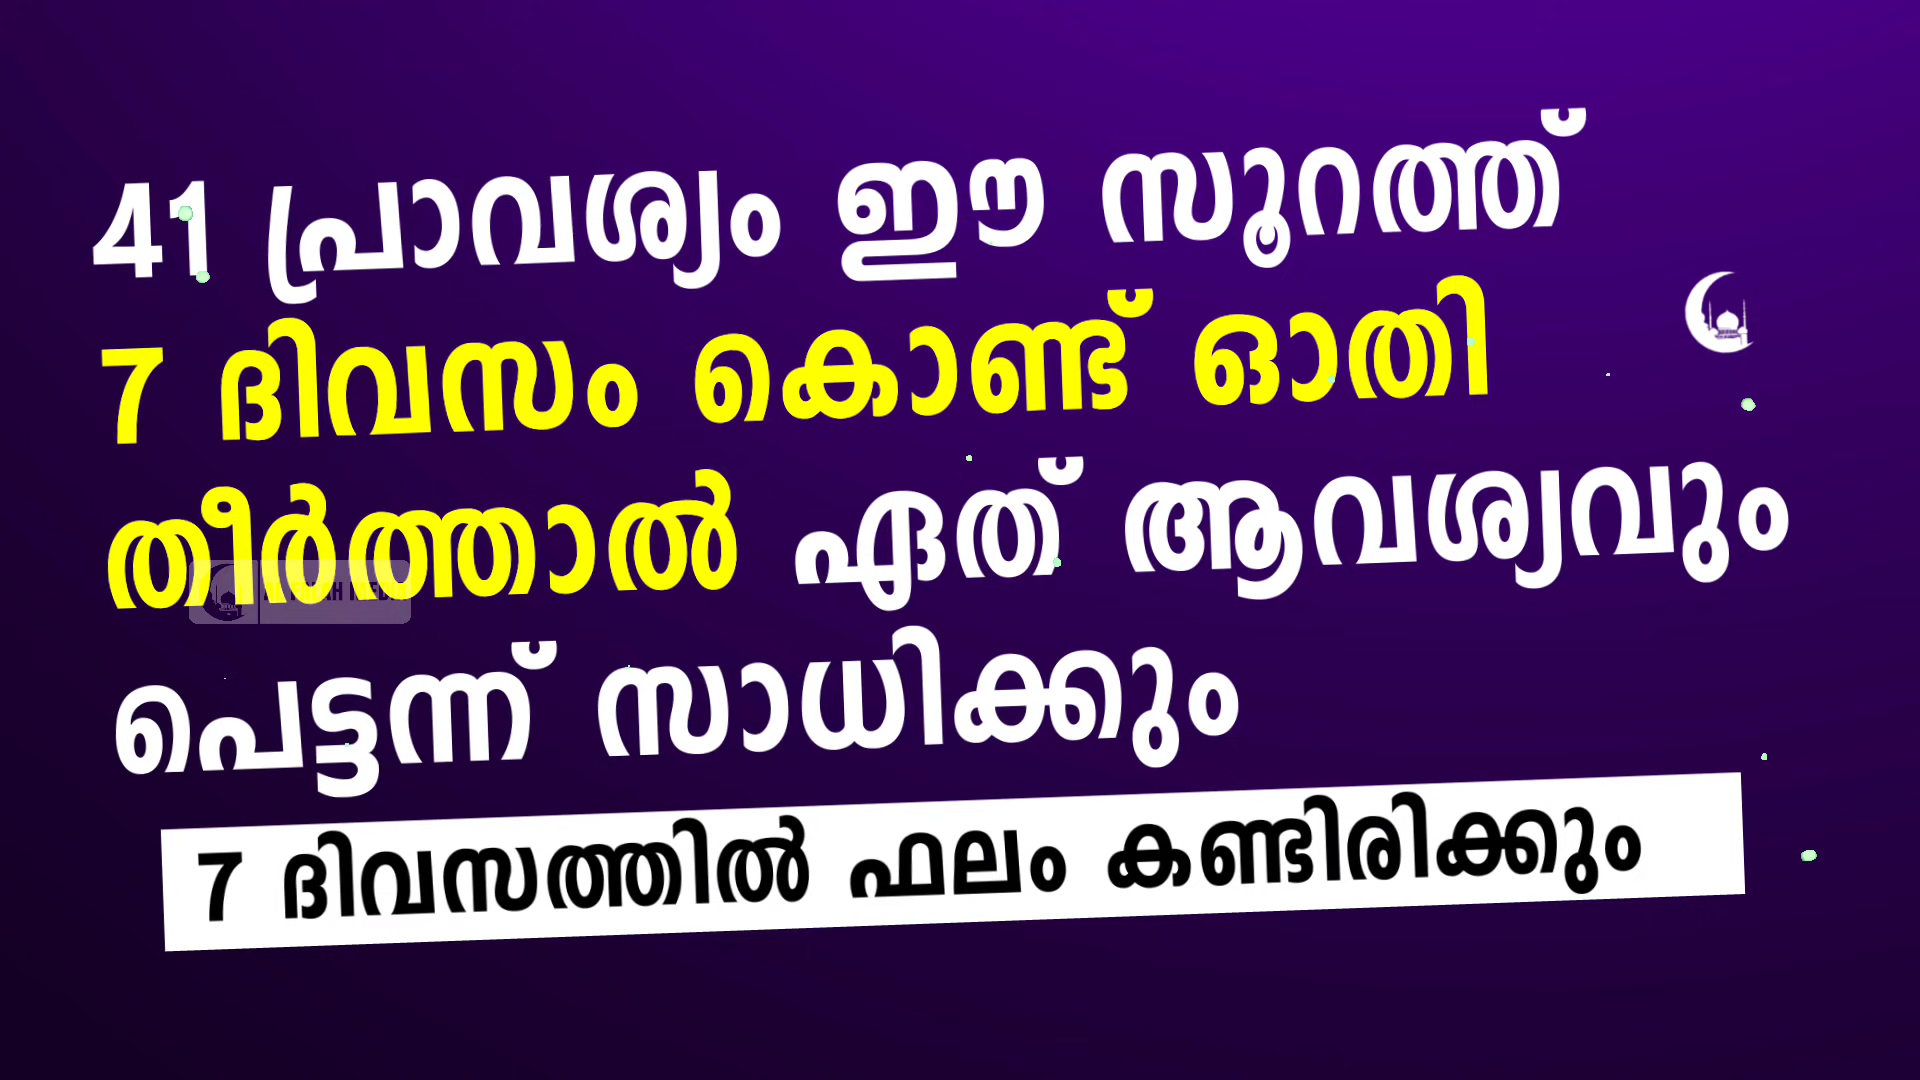 41 പ്രാവശ്യം ഈ സൂറത്ത്
7 ദിവസം കൊണ്ട് ഓതി
തീർത്താൽ ഏത് ആവശ്യവും
പെട്ടന്ന് സാധിക്കും
7 ദിവസത്തിൽ ഫലം കണ്ടിരിക്കും